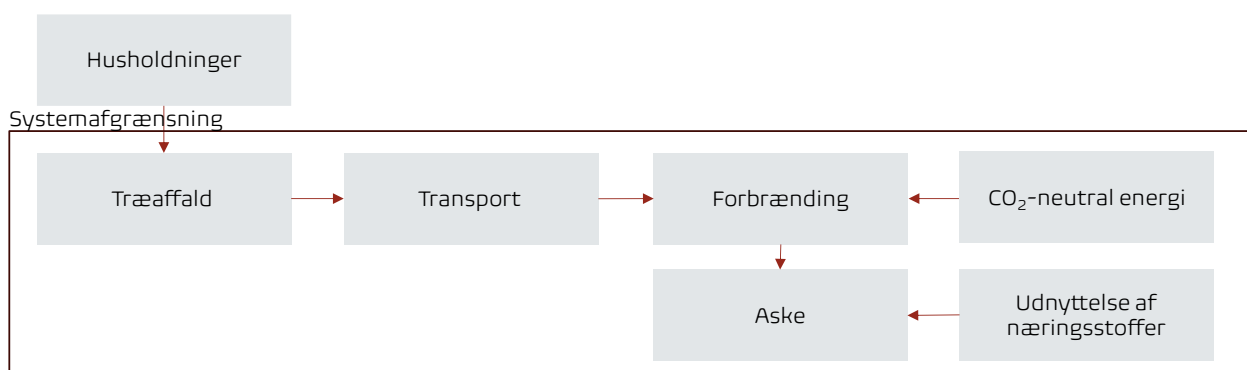 Husholdninger
Systemafgrænsning
Træaffald
Transport
Forbrænding
CO₂-neutral energi
Aske
Udnyttelse af
næringsstoffer